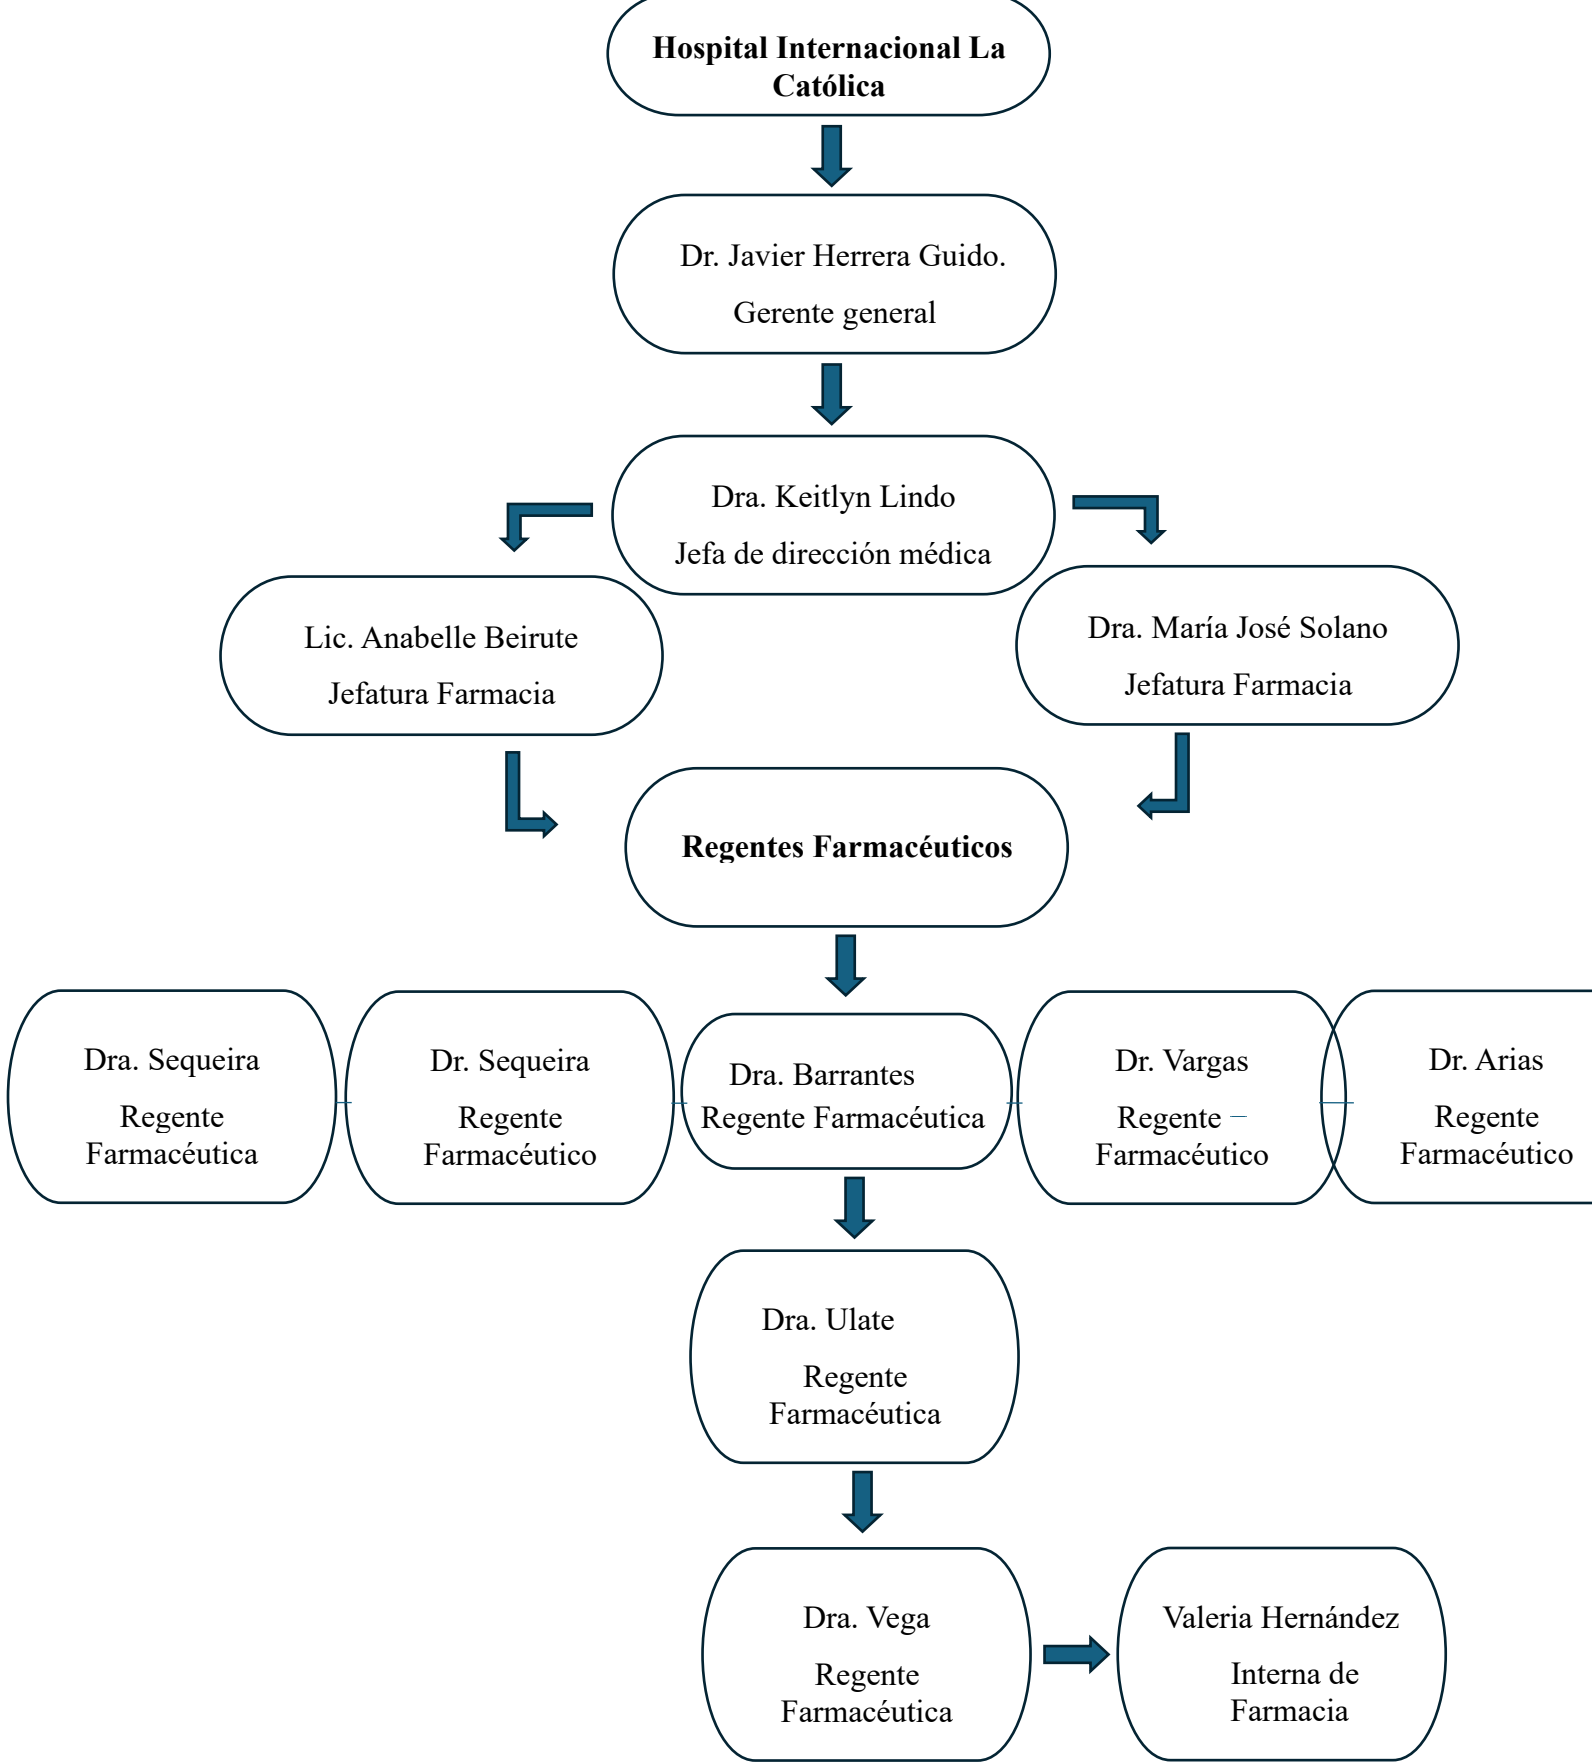 Hospital Internacional La
Católica
Dr. Javier Herrera Guido.
Gerente general
Dra. Keitlyn Lindo
Jefa de dirección médica
Lic. Anabelle Beirute
Jefatura Farmacia
Dra. María José Solano
Jefatura Farmacia
Regentes Farmacéuticos
Dra. Sequeira
Regente
Farmacéutica
Dr. Sequeira
Regente
Farmacéutico
Dra. Barrantes
Regente Farmacéutica
Dr. Vargas
Regente
Farmacéutico
Dr. Arias
Regente
Farmacéutico
Dra. Ulate
Regente
Farmacéutica
Dra. Vega
Regente
Farmacéutica
Valeria Hernández
Interna de
Farmacia